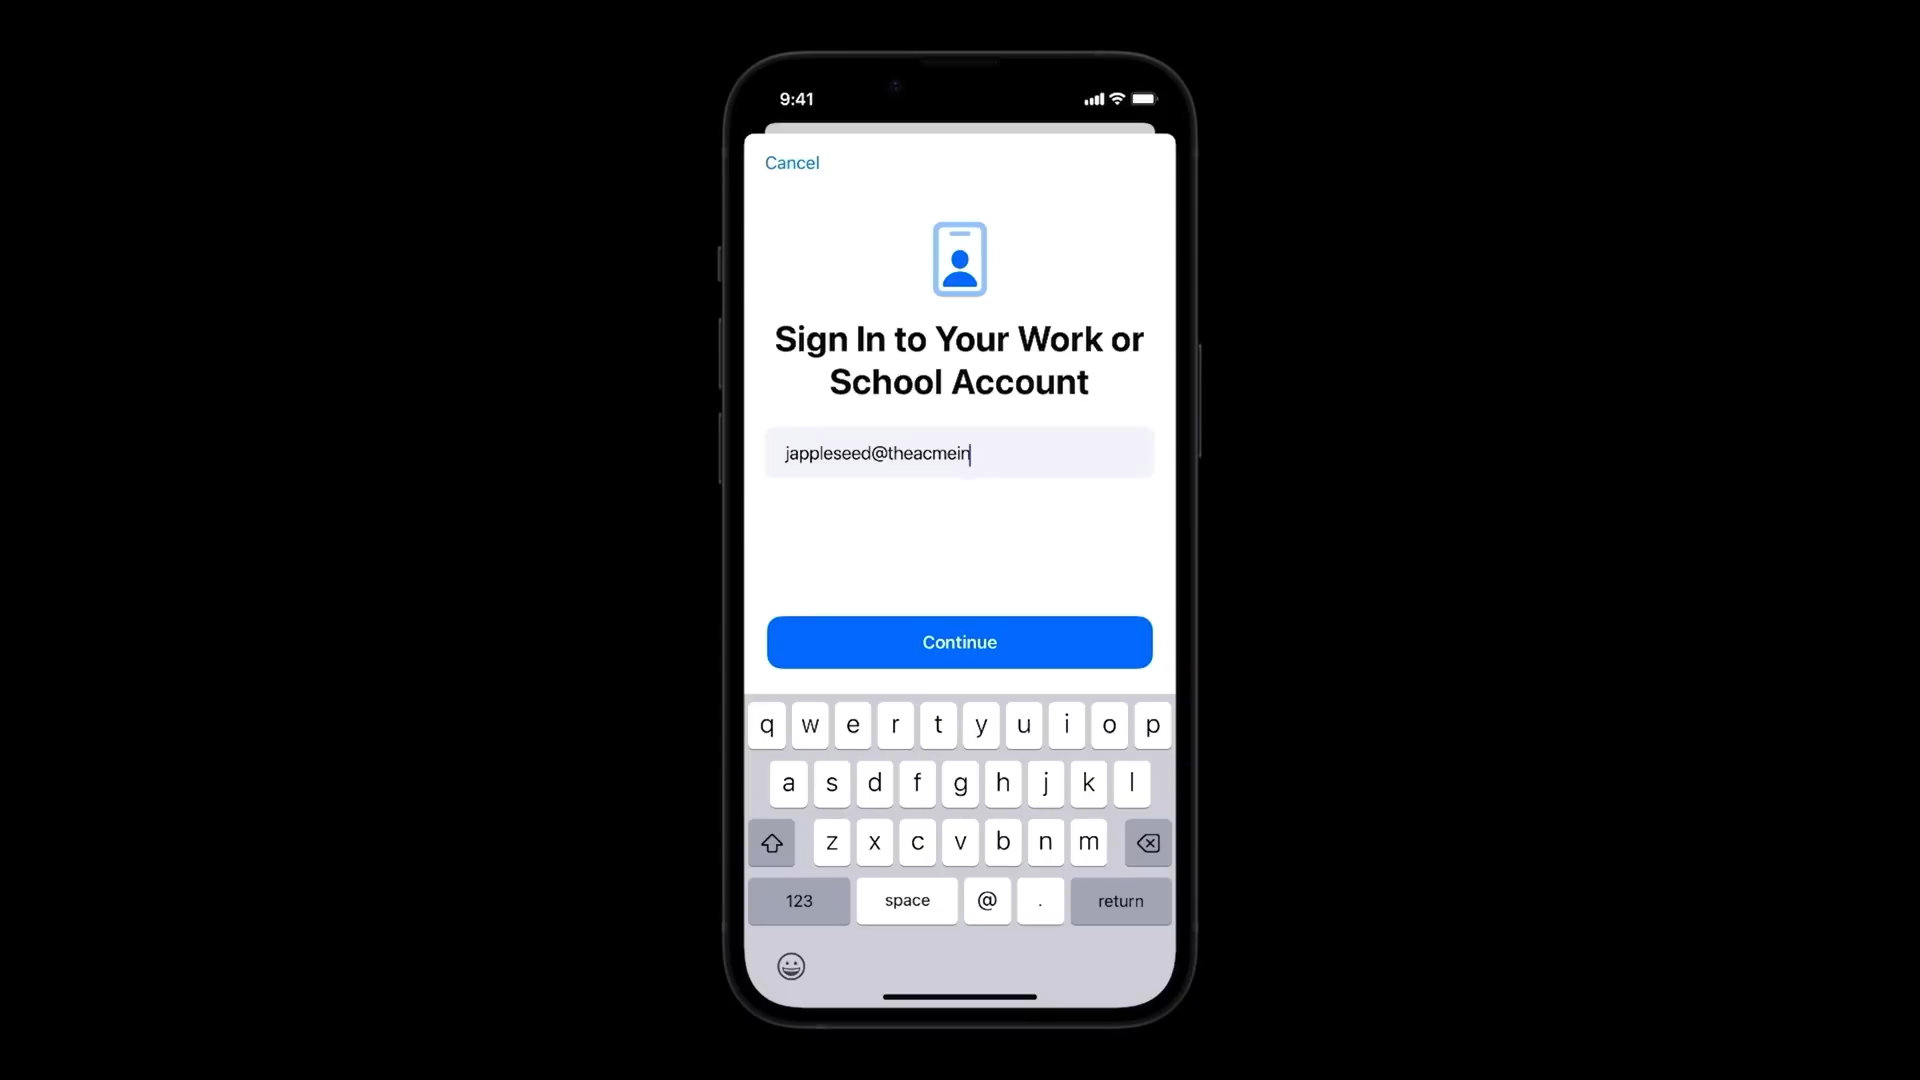 9:41
Cancel
Sign In to Your Work or
School Account
jappleseed@theacmein
Continue
q w e r t y u i o p
a s d f g h j k l
z x c v b n m
123 space @ . return